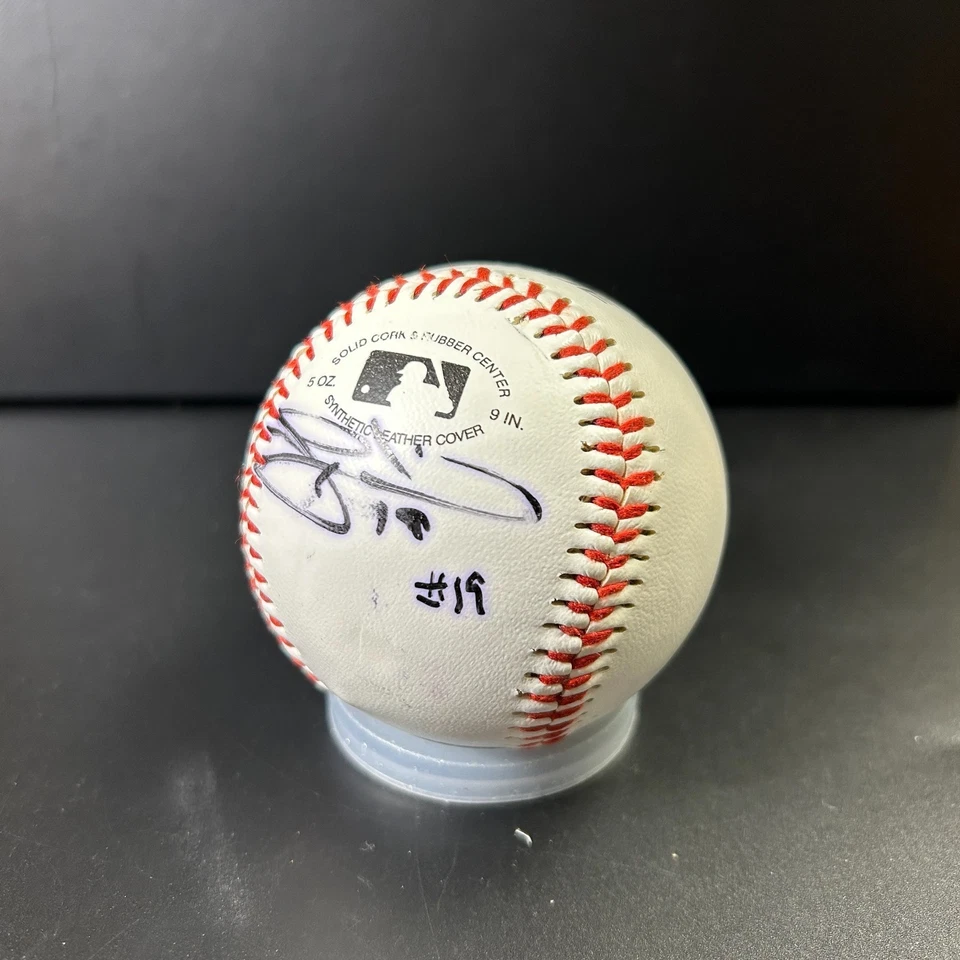 SOLID CORK & RUBBER CENTER
5 OZ.
9 IN.
SYNTHETIC LEATHER COVER
#19